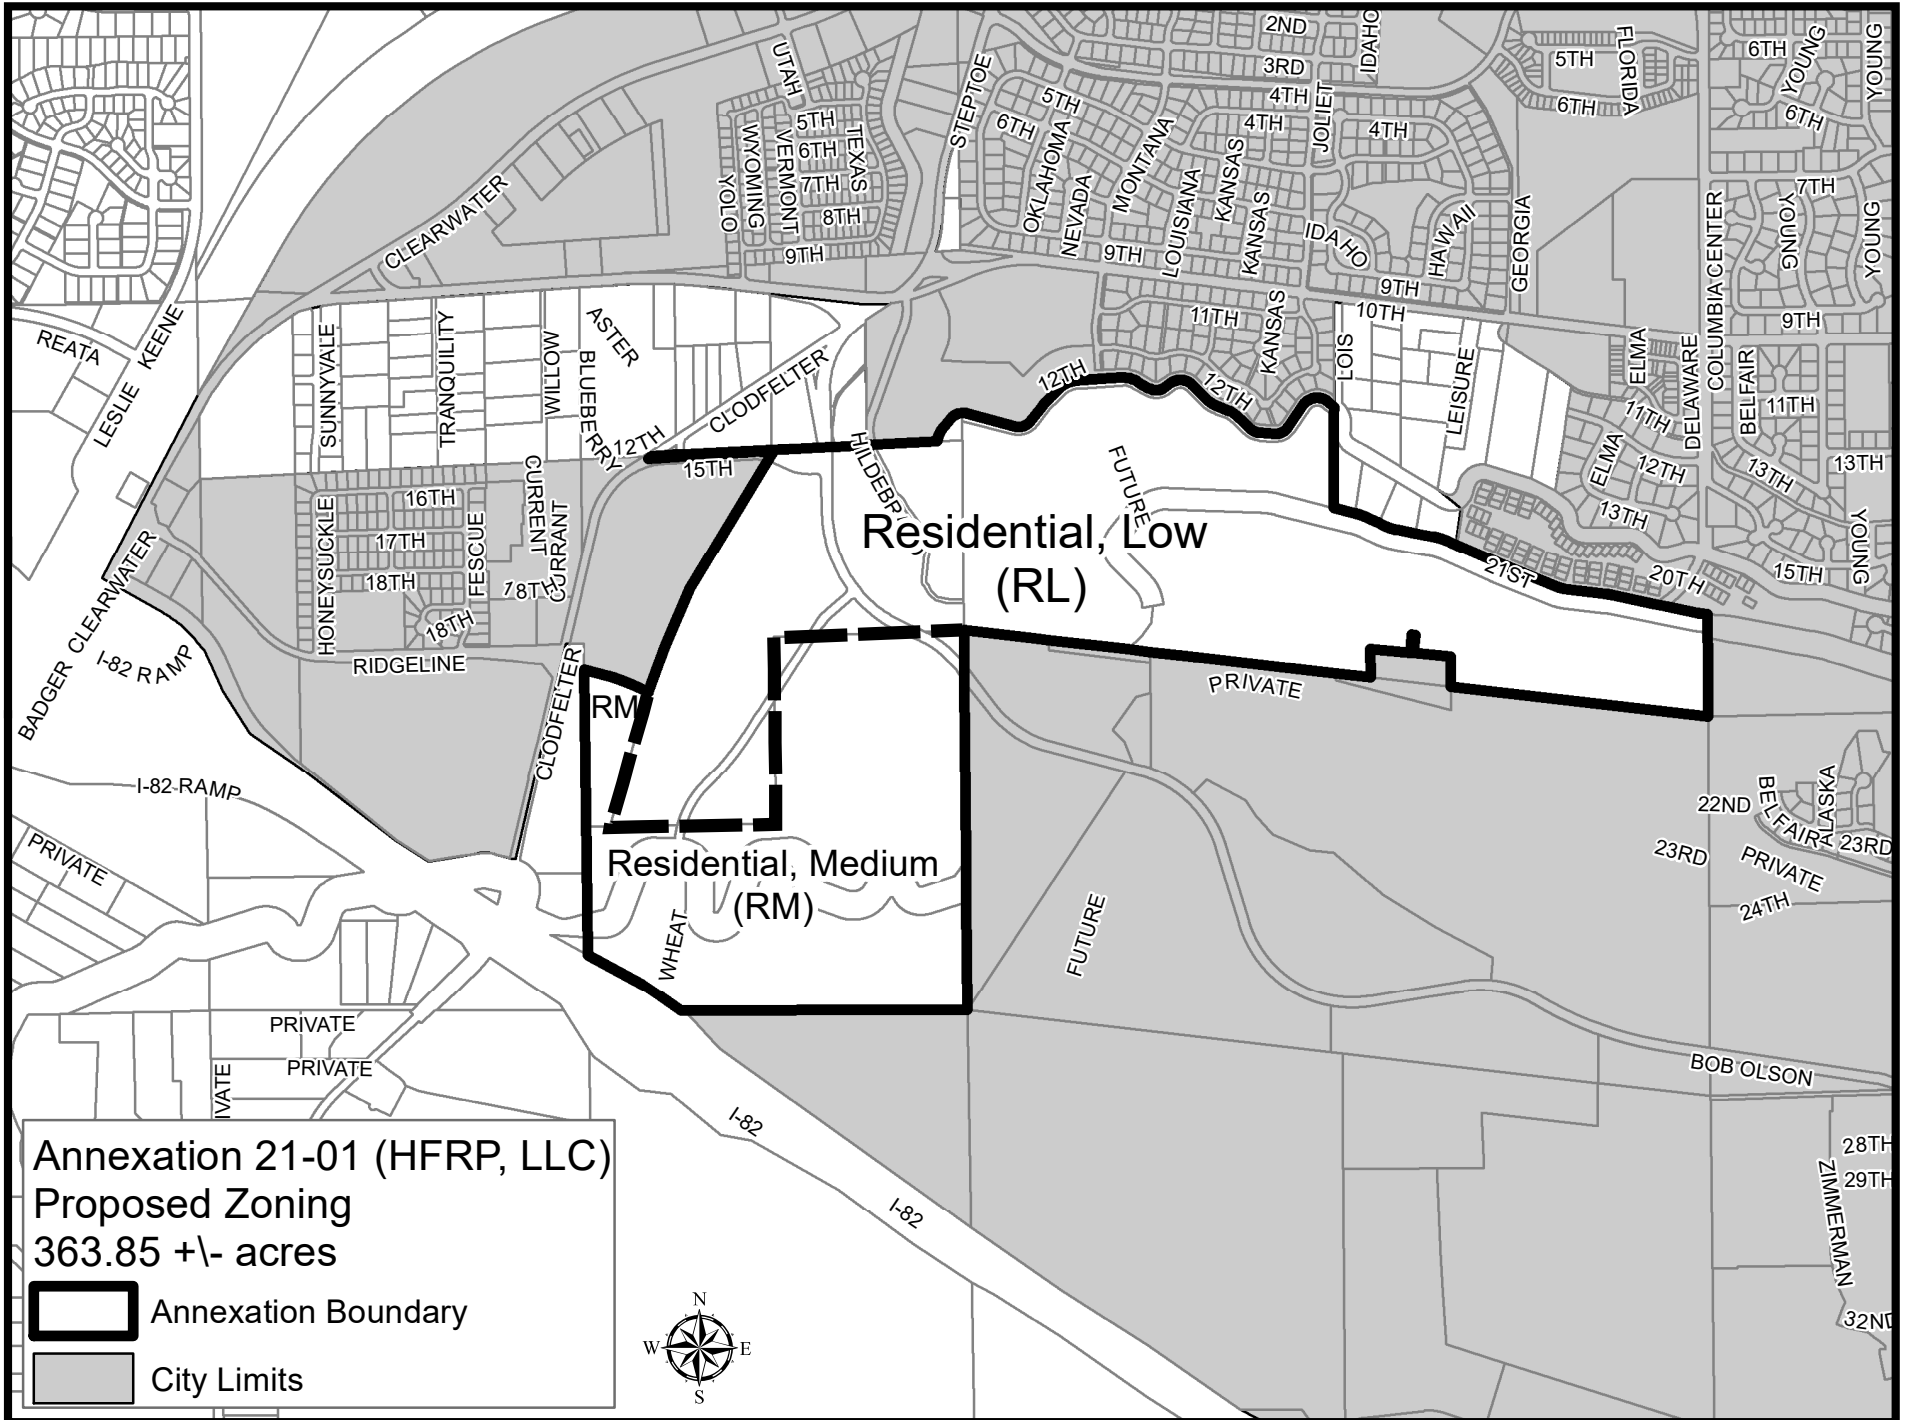 2ND
IDAHO
3RD
4TH
FLORIDA
5TH
6TH
6TH
YOUNG
YOUNG
6TH
UTAH
STEPTOE
5TH
6TH
5TH
6TH
7TH
8TH
9TH
WYOMING
VERMONT
TEXAS
YOLO
CLEARWATER
OKLAHOMA
NEVADA
MONTANA
LOUISIANA
KANSAS
KANSAS
4TH
JOLIET
4TH
IDAHO
HAWAII
GEORGIA
9TH
9TH
10TH
COLUMBIA CENTER
7TH
YOUNG
YOUNG
9TH
REATA
LESLIE
KEENE
SUNNYVALE
TRANQUILITY
WILLOW
BLUEBERRY
ASTER
CLODFELTER
12TH
15TH
11TH
KANSAS
12TH
12TH
LOIS
LEISURE
ELMA
DELAWARE
BELFAIR
11TH
11TH
ELMA
12TH
13TH
13TH
13TH
HILDEBR
FUTURE
HONEYSUCKLE
16TH
17TH
18TH
18TH
FESCUE
CURRENT
CURRANT
18TH
Residential, Low
(RL)
21ST
20TH
15TH
YOUNG
BADGER
CLEARWATER
I-82 RAMP
RIDGELINE
CLODFELTER
RM
PRIVATE
I-82 RAMP
PRIVATE
Residential, Medium
(RM)
WHEAT
FUTURE
BELFAIR
ALASKA
22ND
23RD
23RD
PRIVATE
24TH
PRIVATE
PRIVATE
IVATE
BOB OLSON
I-82
I-82
28TH
29TH
ZIMMERMAN
32ND
Annexation 21-01 (HFRP, LLC)
Proposed Zoning
363.85 +\- acres
Annexation Boundary
City Limits
N
W
E
S